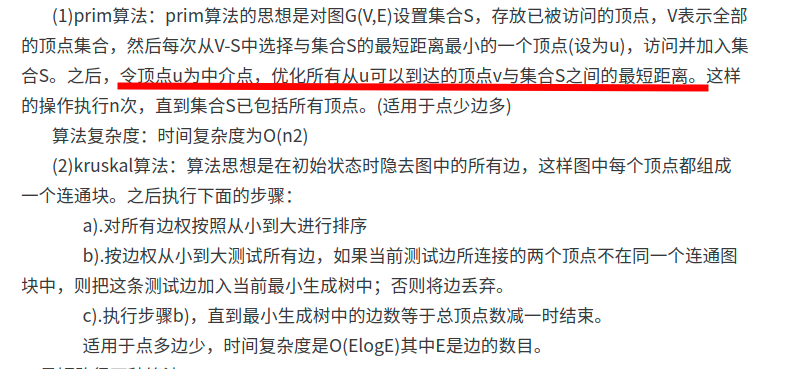 (1)prim算法：prim算法的思想是对图G(V,E)设置集合S，存放已被访问的顶点，V表示全部
的顶点集合，然后每次从V-S中选择与集合S的最短距离最小的一个顶点(设为u)，访问并加入集
合S。之后，令顶点u为中介点，优化所有从u可以到达的顶点v与集合S之间的最短距离。这样
的操作执行n次，直到集合S已包括所有顶点。(适用于点少边多)
算法复杂度：时间复杂度为O(n2)
(2)kruskal算法：算法思想是在初始状态时隐去图中的所有边，这样图中每个顶点都组成
一个连通块。之后执行下面的步骤：
a).对所有边权按照从小到大进行排序
b).按边权从小到大测试所有边，如果当前测试边所连接的两个顶点不在同一个连通图
块中，则把这条测试边加入当前最小生成树中；否则将边丢弃。
c).执行步骤b)，直到最小生成树中的边数等于总顶点数减一时结束。
适用于点多边少，时间复杂度是O(ElogE)其中E是边的数目。